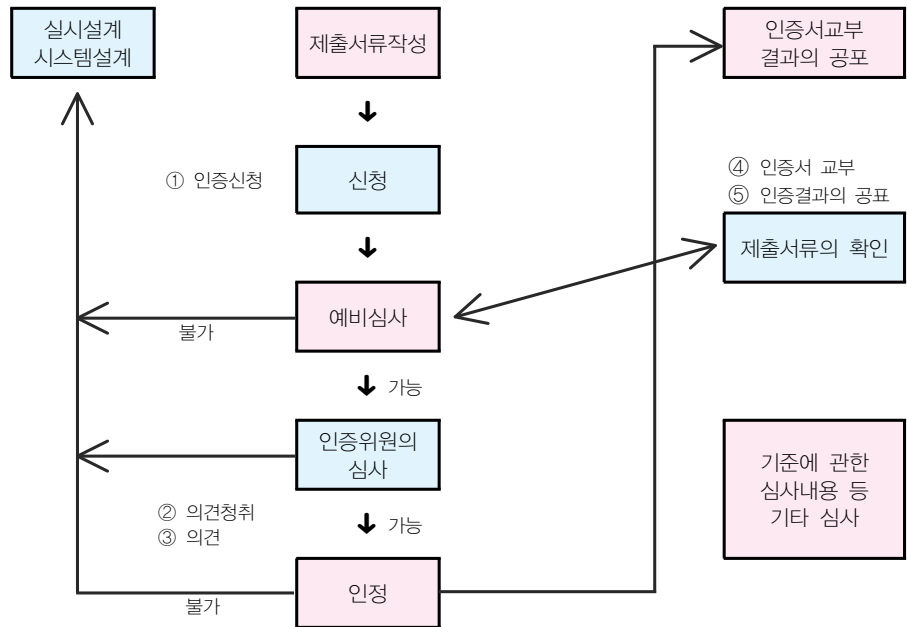 실시설계
시스템설계
제출서류작성
인증서교부
결과의 공포
① 인증신청
신청
④ 인증서 교부
⑤ 인증결과의 공표
제출서류의 확인
예비심사
불가
가능
인증위원의
심사
기준에 관한
심사내용 등
기타 심사
② 의견청취
③ 의견
가능
인정
불가